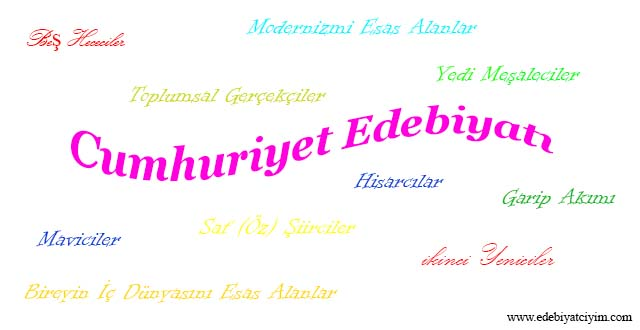 Modernizmi Esas Alanlar
Beş Hececiler
Yedi Meşaleciler
Toplumsal Gerçekçiler
Cumhuriyet Edebiyatı
Hisarcılar
Garip Akımı
Saf (Öz) Şiirciler
Maviciler
ikinci Yeniciler
Bireyin İç Dünyasını Esas Alanlar
www.edebiyatciyim.com